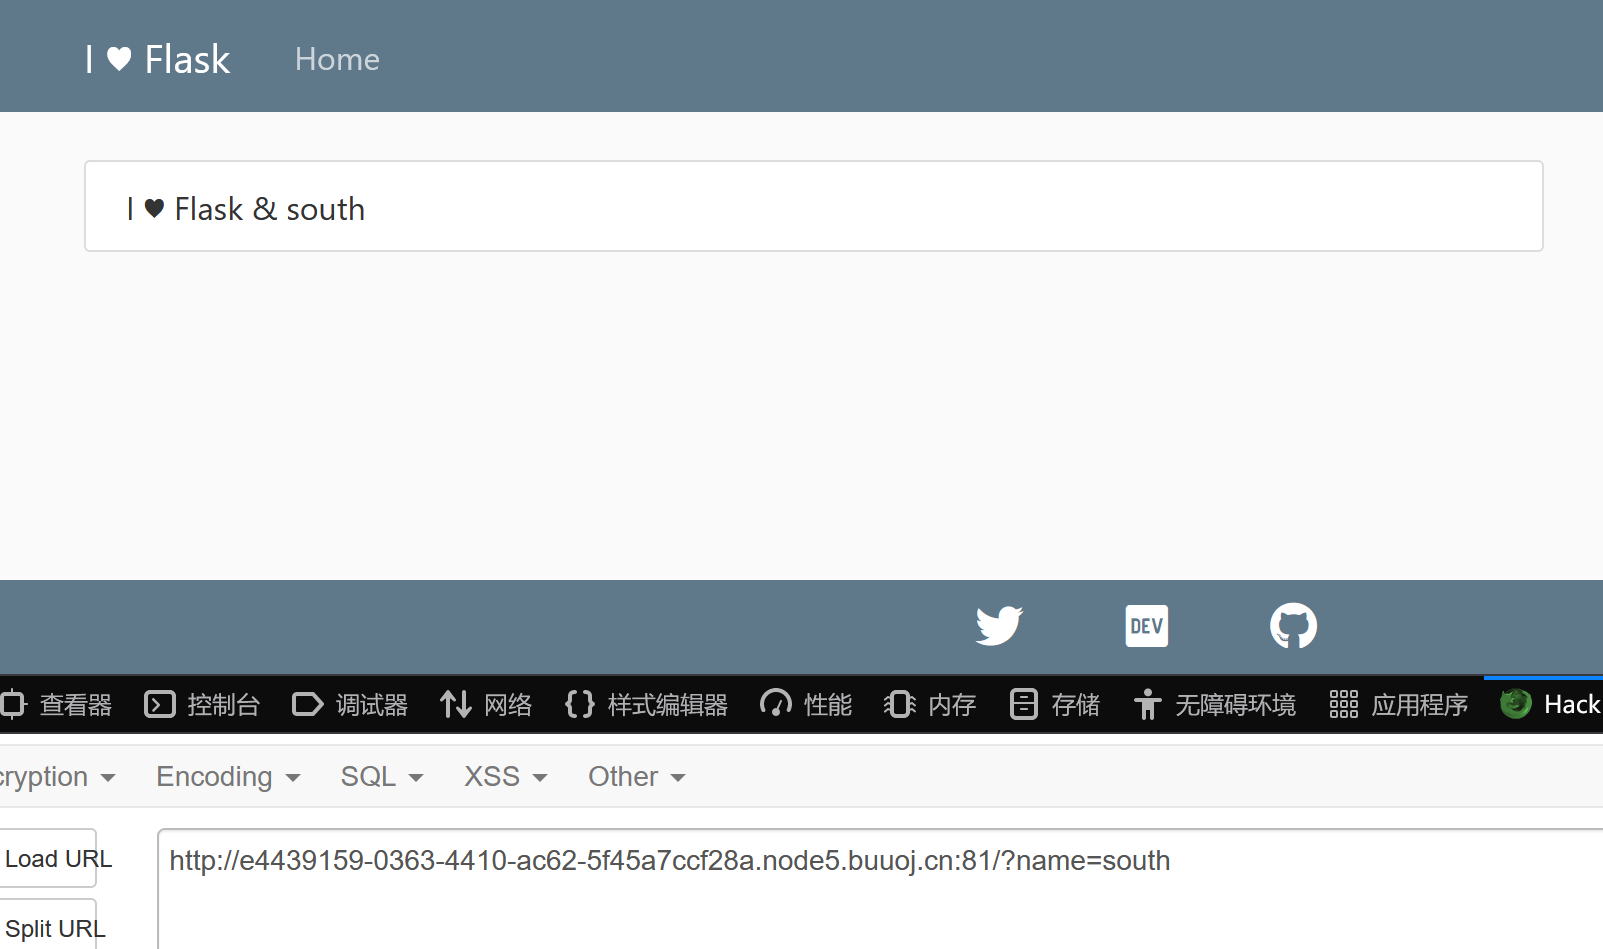 I ♥ Flask Home
I ♥ Flask & south
DEV
查看器 控制台 调试器 网络 样式编辑器 性能 内存 存储 无障碍环境 应用程序 Hack
cryption Encoding SQL XSS Other
Load URL
http://e4439159-0363-4410-ac62-5f45a7ccf28a.node5.buuoj.cn:81/?name=south
Split URL